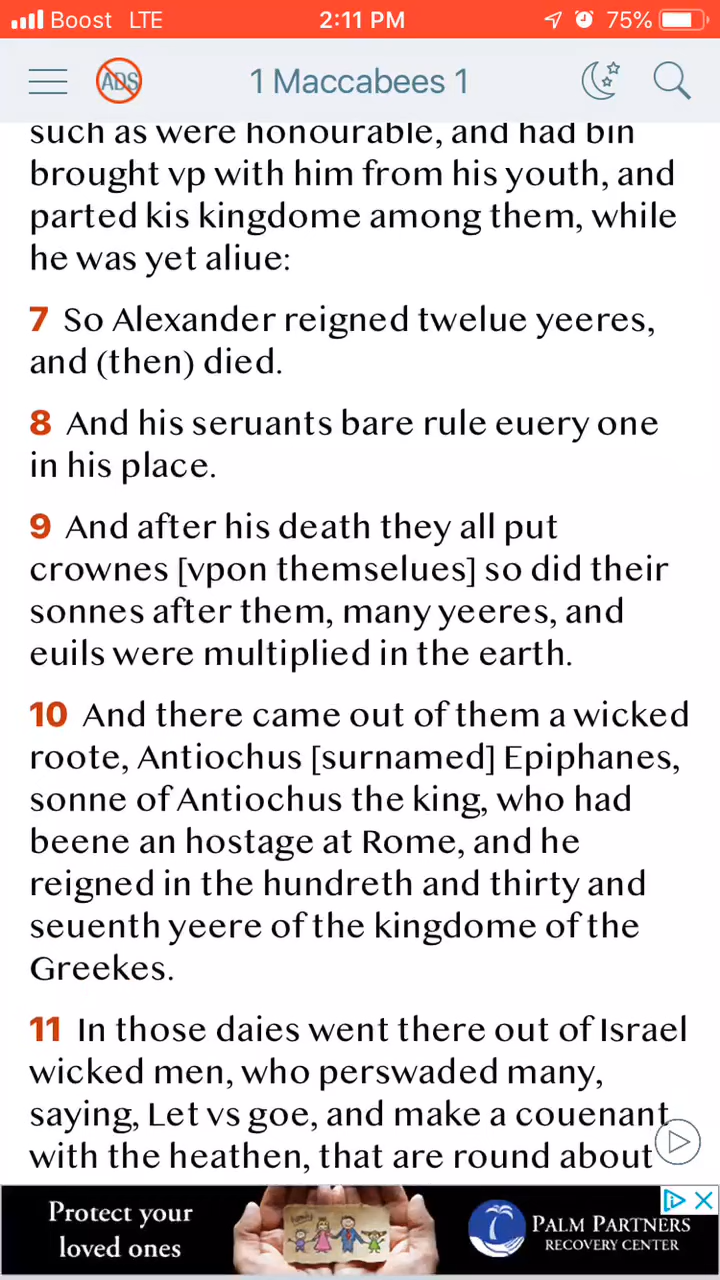 Boost LTE 2:11 PM 75%
ADS 1 Maccabees 1
such as were honourable, and had bin
brought vp with him from his youth, and
parted kis kingdome among them, while
he was yet aliue:
7 So Alexander reigned twelue yeeres,
and (then) died.
8 And his seruants bare rule euery one
in his place.
9 And after his death they all put
crownes [vpon themselues] so did their
sonnes after them, many yeeres, and
euils were multiplied in the earth.
10 And there came out of them a wicked
roote, Antiochus [surnamed] Epiphanes,
sonne of Antiochus the king, who had
beene an hostage at Rome, and he
reigned in the hundreth and thirty and
seuenth yeere of the kingdome of the
Greekes.
11 In those daies went there out of Israel
wicked men, who perswaded many,
saying, Let vs goe, and make a couenant
with the heathen, that are round about
Protect your
loved ones
PALM PARTNERS
RECOVERY CENTER